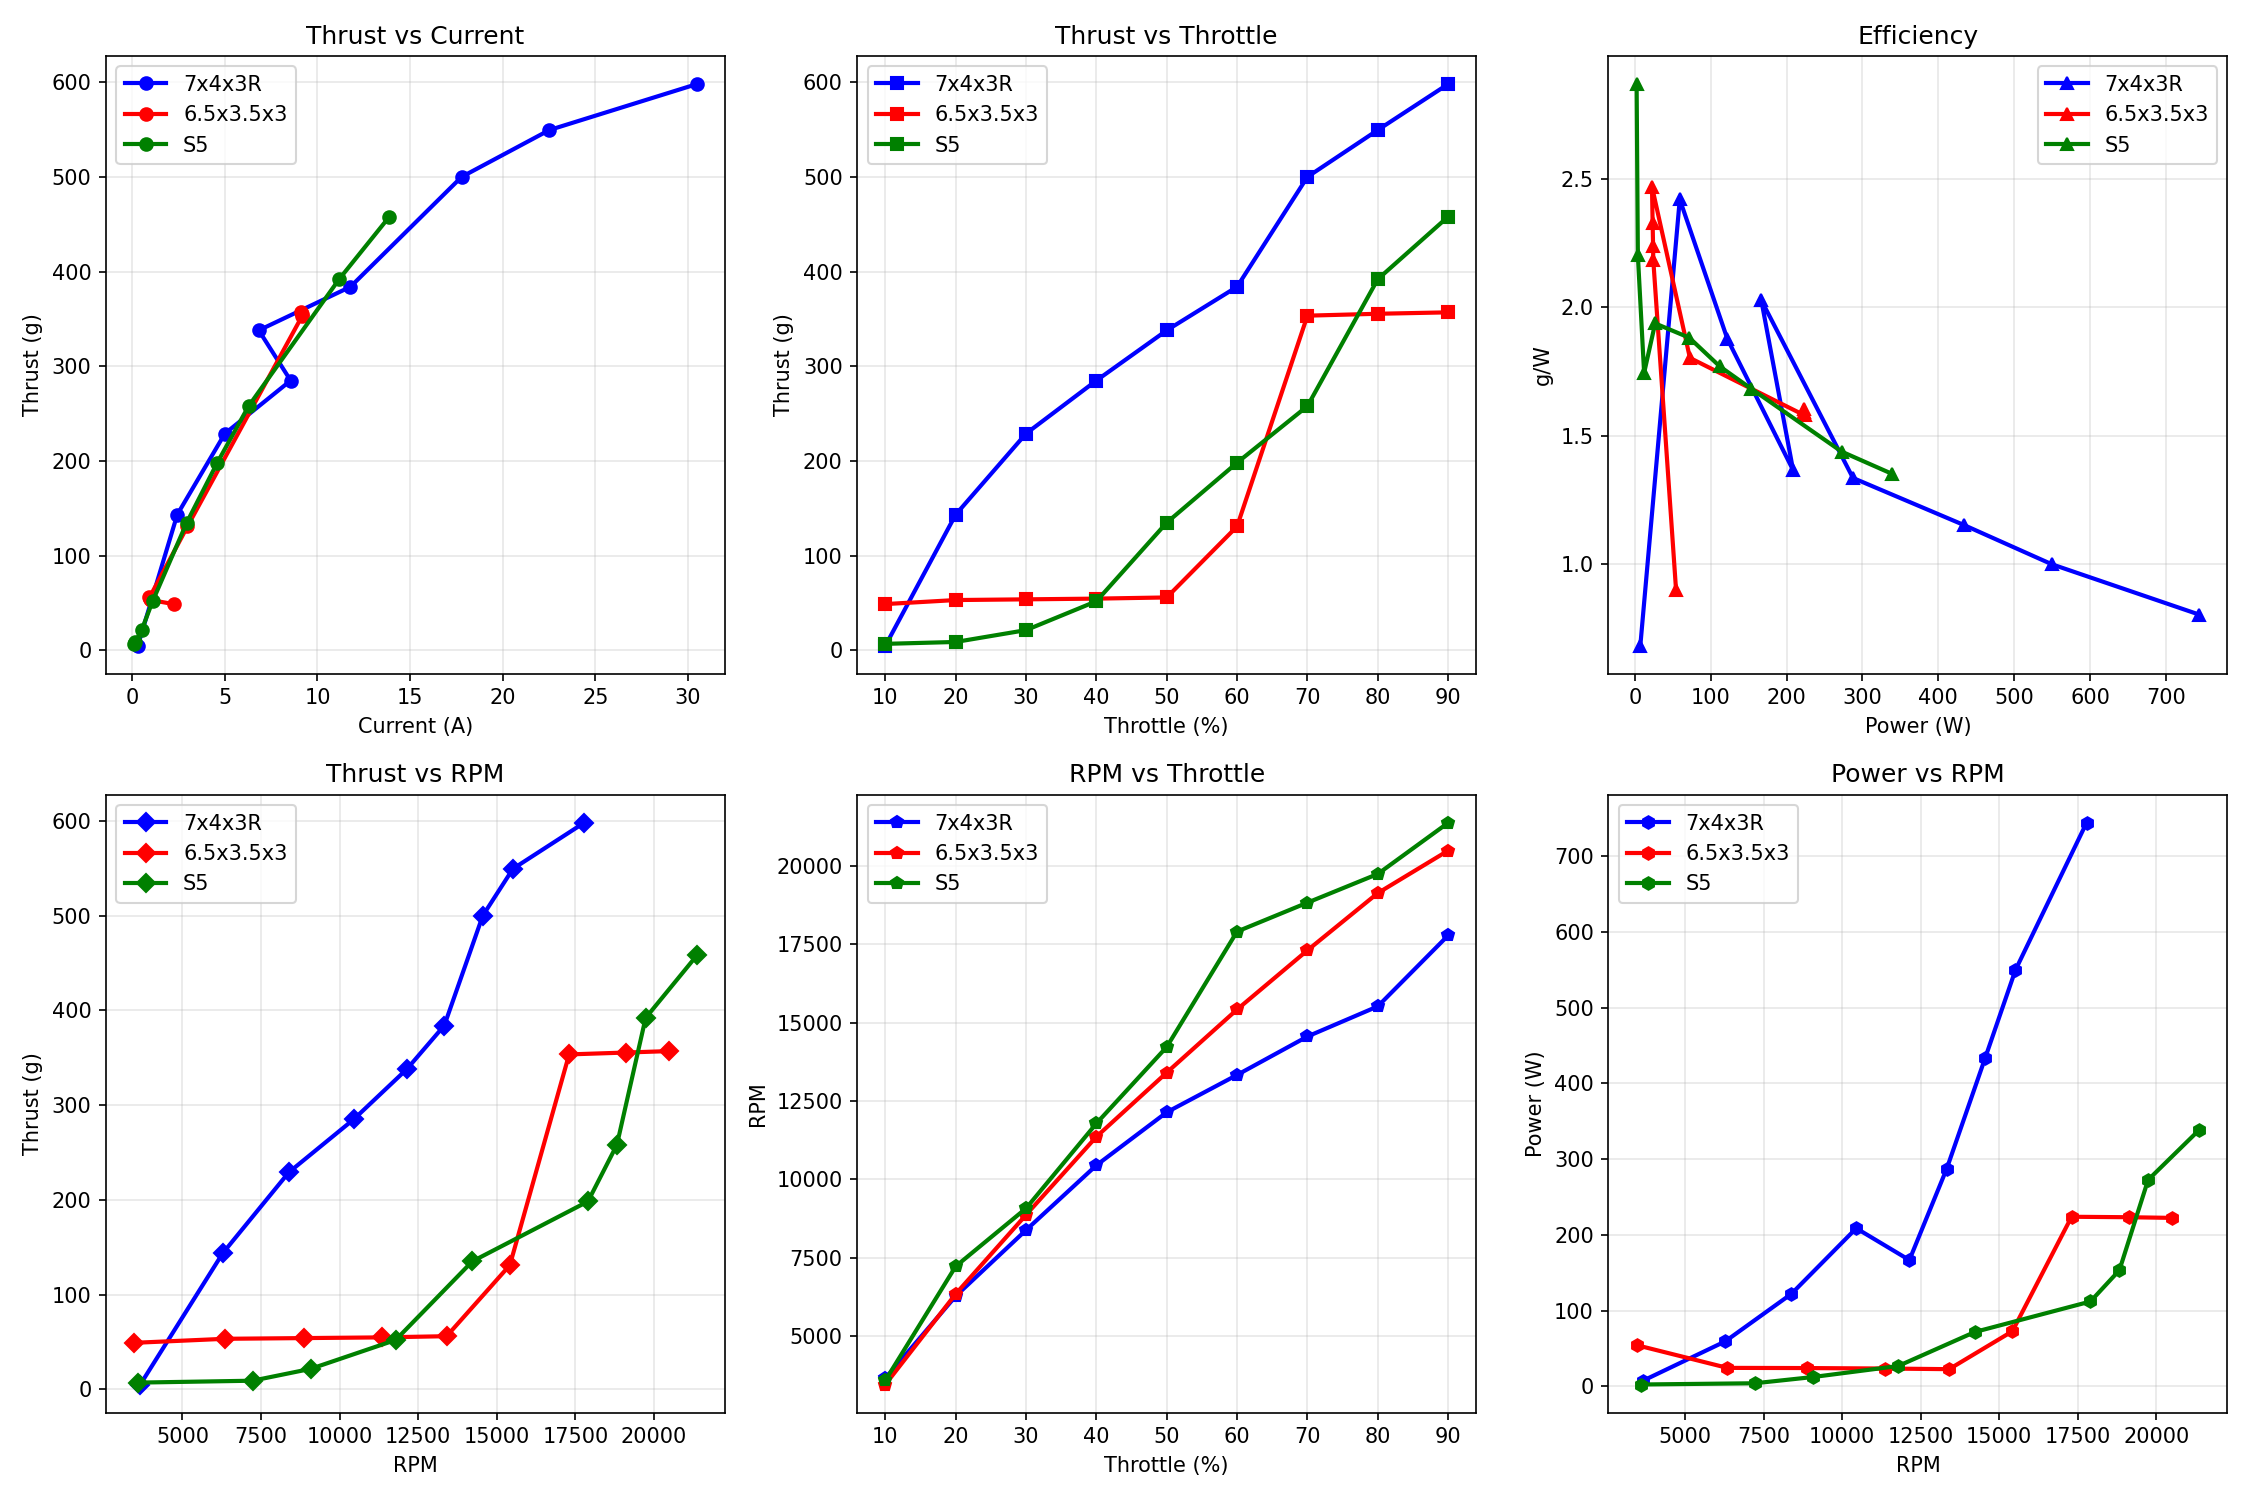 Thrust vs Current
7x4x3R
6.5x3.5x3
S5
600
500
400
300
200
100
0
Thrust (g)
0 5 10 15 20 25 30
Current (A)
Thrust vs Throttle
7x4x3R
6.5x3.5x3
S5
600
500
400
300
200
100
0
Thrust (g)
10 20 30 40 50 60 70 80 90
Throttle (%)
Efficiency
7x4x3R
6.5x3.5x3
S5
2.5
2.0
1.5
1.0
g/W
0 100 200 300 400 500 600 700
Power (W)
Thrust vs RPM
7x4x3R
6.5x3.5x3
S5
600
500
400
300
200
100
0
Thrust (g)
5000 7500 10000 12500 15000 17500 20000
RPM
RPM vs Throttle
7x4x3R
6.5x3.5x3
S5
20000
17500
15000
12500
10000
7500
5000
RPM
10 20 30 40 50 60 70 80 90
Throttle (%)
Power vs RPM
7x4x3R
6.5x3.5x3
S5
700
600
500
400
300
200
100
0
Power (W)
5000 7500 10000 12500 15000 17500 20000
RPM